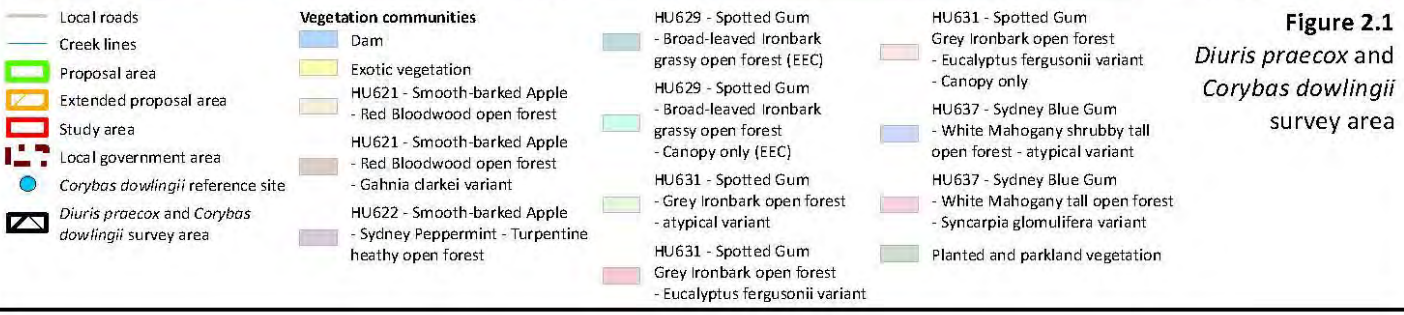 Local roads
Creek lines
Proposal area
Extended proposal area
Study area
Local government area
Corybas dowlingii reference site
Diuris praecox and Corybas
dowlingii survey area
Vegetation communities
Dam
Exotic vegetation
HU621 - Smooth-barked Apple
- Red Bloodwood open forest
HU621 - Smooth-barked Apple
- Red Bloodwood open forest
- Gahnia clarkei variant
HU622 - Smooth-barked Apple
- Sydney Peppermint - Turpentine
heathy open forest
HU629 - Spotted Gum
- Broad-leaved Ironbark
grassy open forest (EEC)
HU629 - Spotted Gum
- Broad-leaved Ironbark
grassy open forest
- Canopy only (EEC)
HU631 - Spotted Gum
- Grey Ironbark open forest
- atypical variant
HU631 - Spotted Gum
Grey Ironbark open forest
- Eucalyptus fergusonii variant
HU631 - Spotted Gum
Grey Ironbark open forest
- Eucalyptus fergusonii variant
- Canopy only
HU637 - Sydney Blue Gum
- White Mahogany shrubby tall
open forest - atypical variant
HU637 - Sydney Blue Gum
- White Mahogany tall open forest
- Syncarpia glomulifera variant
Planted and parkland vegetation
Figure 2.1
Diuris praecox and
Corybas dowlingii
survey area